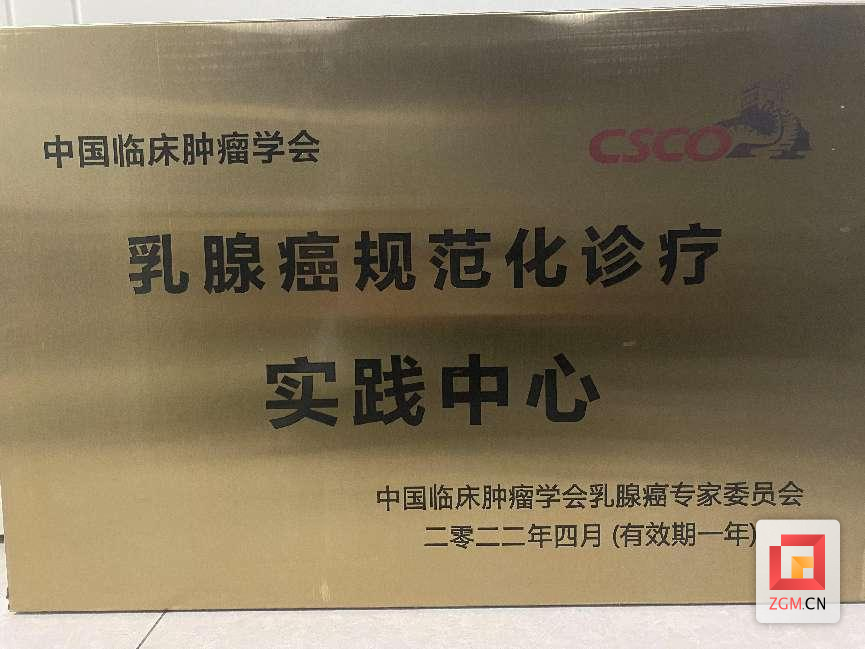 中国临床肿瘤学会
CSCO
乳腺癌规范化诊疗
实践中心
中国临床肿瘤学会乳腺癌专家委员会
二零二二年四月 (有效期一年)
ZGM.CN